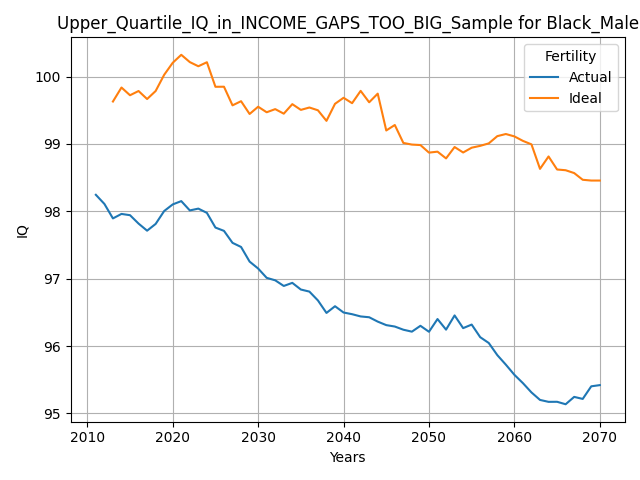 Upper_Quartile_IQ_in_INCOME_GAPS_TOO_BIG_Sample for Black_Male
Fertility
Actual
Ideal
100
99
98
97
96
95
IQ
2010 2020 2030 2040 2050 2060 2070
Years